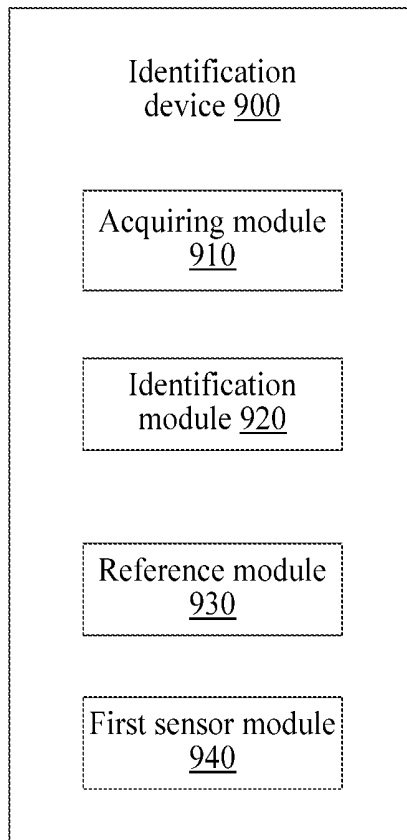 Identification
device 900
Acquiring module
910
Identification
module 920
Reference module
930
First sensor module
940